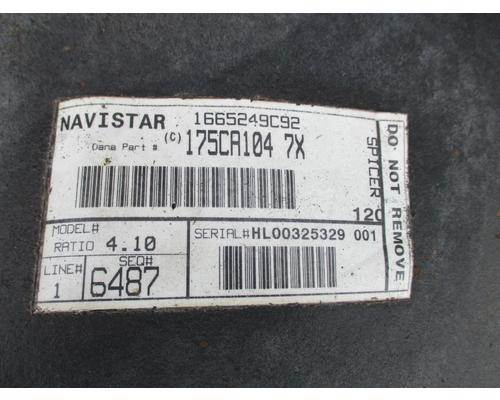 NAVISTAR 1665249C92
(C)
Dana Part # 175CA104 7X
SPICER
120
DO NOT REMOVE
MODEL#
RATIO 4.10
SERIAL# HL00325329 001
LINE# SEQ#
1 6487